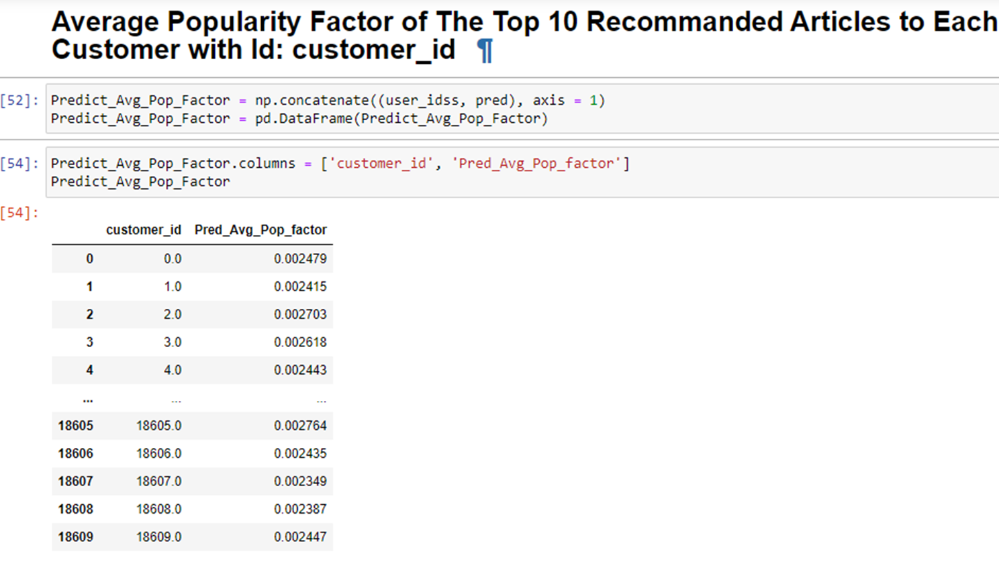 Average Popularity Factor of The Top 10 Recommanded Articles to Each
Customer with Id: customer_id ¶
[52]: Predict_Avg_Pop_Factor = np.concatenate((user_idss, pred), axis = 1)
Predict_Avg_Pop_Factor = pd.DataFrame(Predict_Avg_Pop_Factor)
[54]: Predict_Avg_Pop_Factor.columns = ['customer_id', 'Pred_Avg_Pop_factor']
Predict_Avg_Pop_Factor
[54]:
customer_id Pred_Avg_Pop_factor
0 0.0 0.002479
1 1.0 0.002415
2 2.0 0.002703
3 3.0 0.002618
4 4.0 0.002443
... ... ...
18605 18605.0 0.002764
18606 18606.0 0.002435
18607 18607.0 0.002349
18608 18608.0 0.002387
18609 18609.0 0.002447